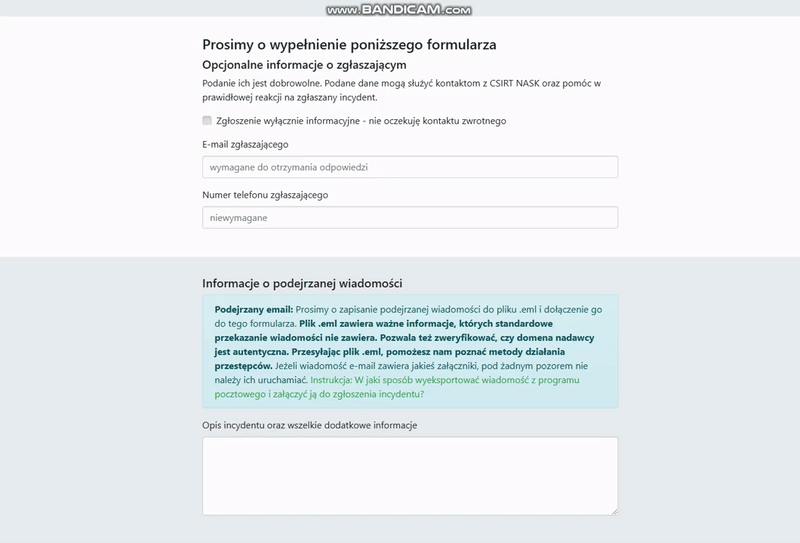 www.BANDICAM.com
Prosimy o wypełnienie poniższego formularza
Opcjonalne informacje o zgłaszającym
Podanie ich jest dobrowolne. Podane dane mogą służyć kontaktom z CSIRT NASK oraz pomóc w
prawidłowej reakcji na zgłaszany incydent.
Zgłoszenie wyłącznie informacyjne - nie oczekuję kontaktu zwrotnego
E-mail zgłaszającego
wymagane do otrzymania odpowiedzi
Numer telefonu zgłaszającego
niewymagane
Informacje o podejrzanej wiadomości
Podejrzany email: Prosimy o zapisanie podejrzanej wiadomości do pliku .eml i dołączenie go
do tego formularza. Plik .eml zawiera ważne informacje, których standardowe
przekazanie wiadomości nie zawiera. Pozwala też zweryfikować, czy domena nadawcy
jest autentyczna. Przesyłając plik .eml, pomożesz nam poznać metody działania
przestępców. Jeżeli wiadomość e-mail zawiera jakieś załączniki, pod żadnym pozorem nie
należy ich uruchamiać. Instrukcja: W jaki sposób wyeksportować wiadomość z programu
pocztowego i załączyć ją do zgłoszenia incydentu?
Opis incydentu oraz wszelkie dodatkowe informacje